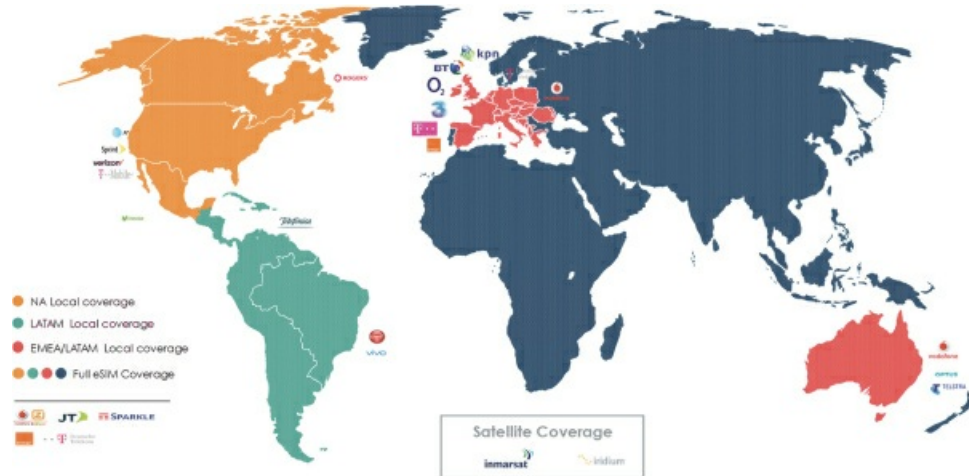 kpn
BT
O2
3
ROGERS
Sprint
verizon
T-Mobile
Telefónica
NA Local coverage
LATAM Local coverage
EMEA/LATAM Local coverage
Full eSIM Coverage
vivo
vodafone
OPTUS
TELSTRA
JT
SPARKLE
Satellite Coverage
inmarsat
iridium